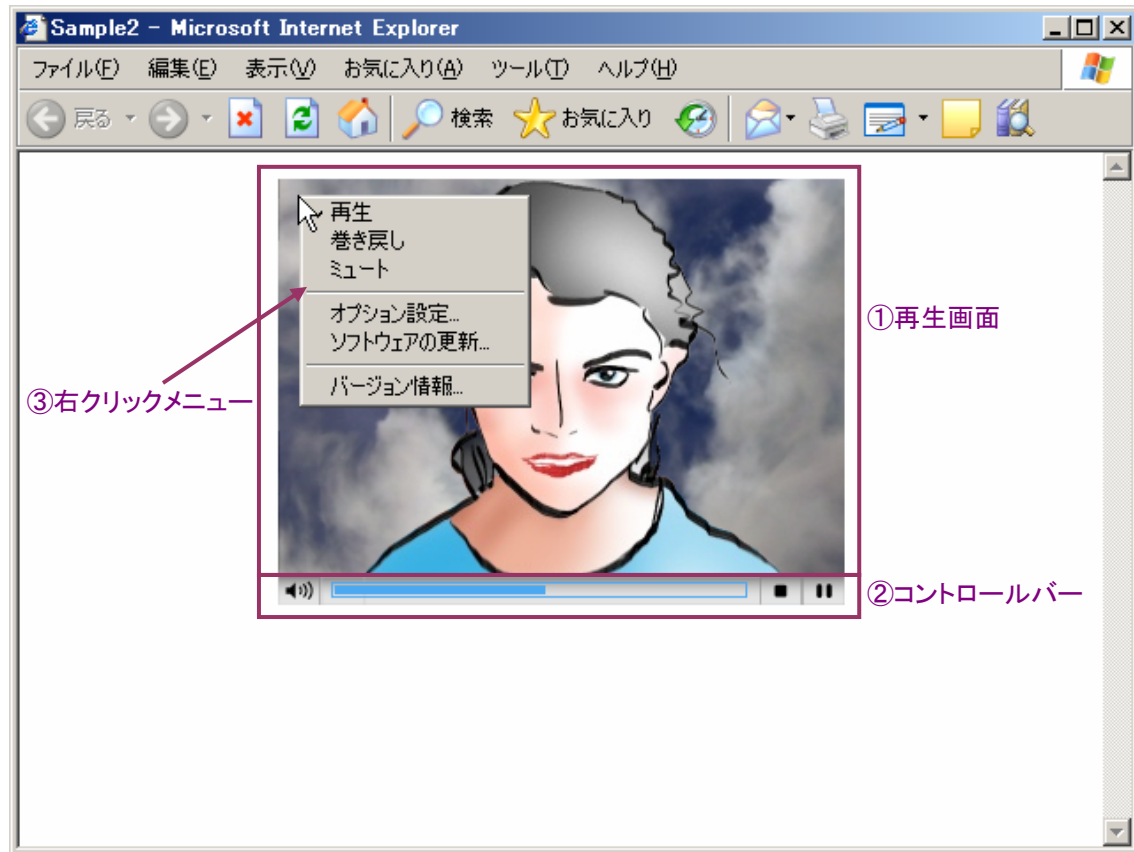 Sample2 - Microsoft Internet Explorer
ファイル(F) 編集(E) 表示(V) お気に入り(A) ツール(T) ヘルプ(H)
戻る 検索 お気に入り
再生
巻き戻し
ミュート
オプション設定...
ソフトウェアの更新...
バージョン情報...
①再生画面
③右クリックメニュー
②コントロールバー